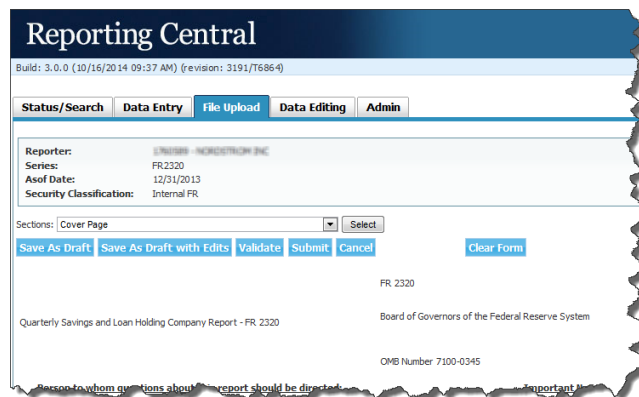 Reporting Central
Build: 3.0.0 (10/16/2014 09:37 AM) (revision: 3191/T6864)
Status/Search Data Entry File Upload Data Editing Admin
Reporter:
Series: FR2320
Asof Date: 12/31/2013
Security Classification: Internal FR
Sections: Cover Page Select
Save As Draft Save As Draft with Edits Validate Submit Cancel Clear Form
FR 2320
Quarterly Savings and Loan Holding Company Report - FR 2320
Board of Governors of the Federal Reserve System
OMB Number 7100-0345
Person to whom questions about this report should be directed: Important